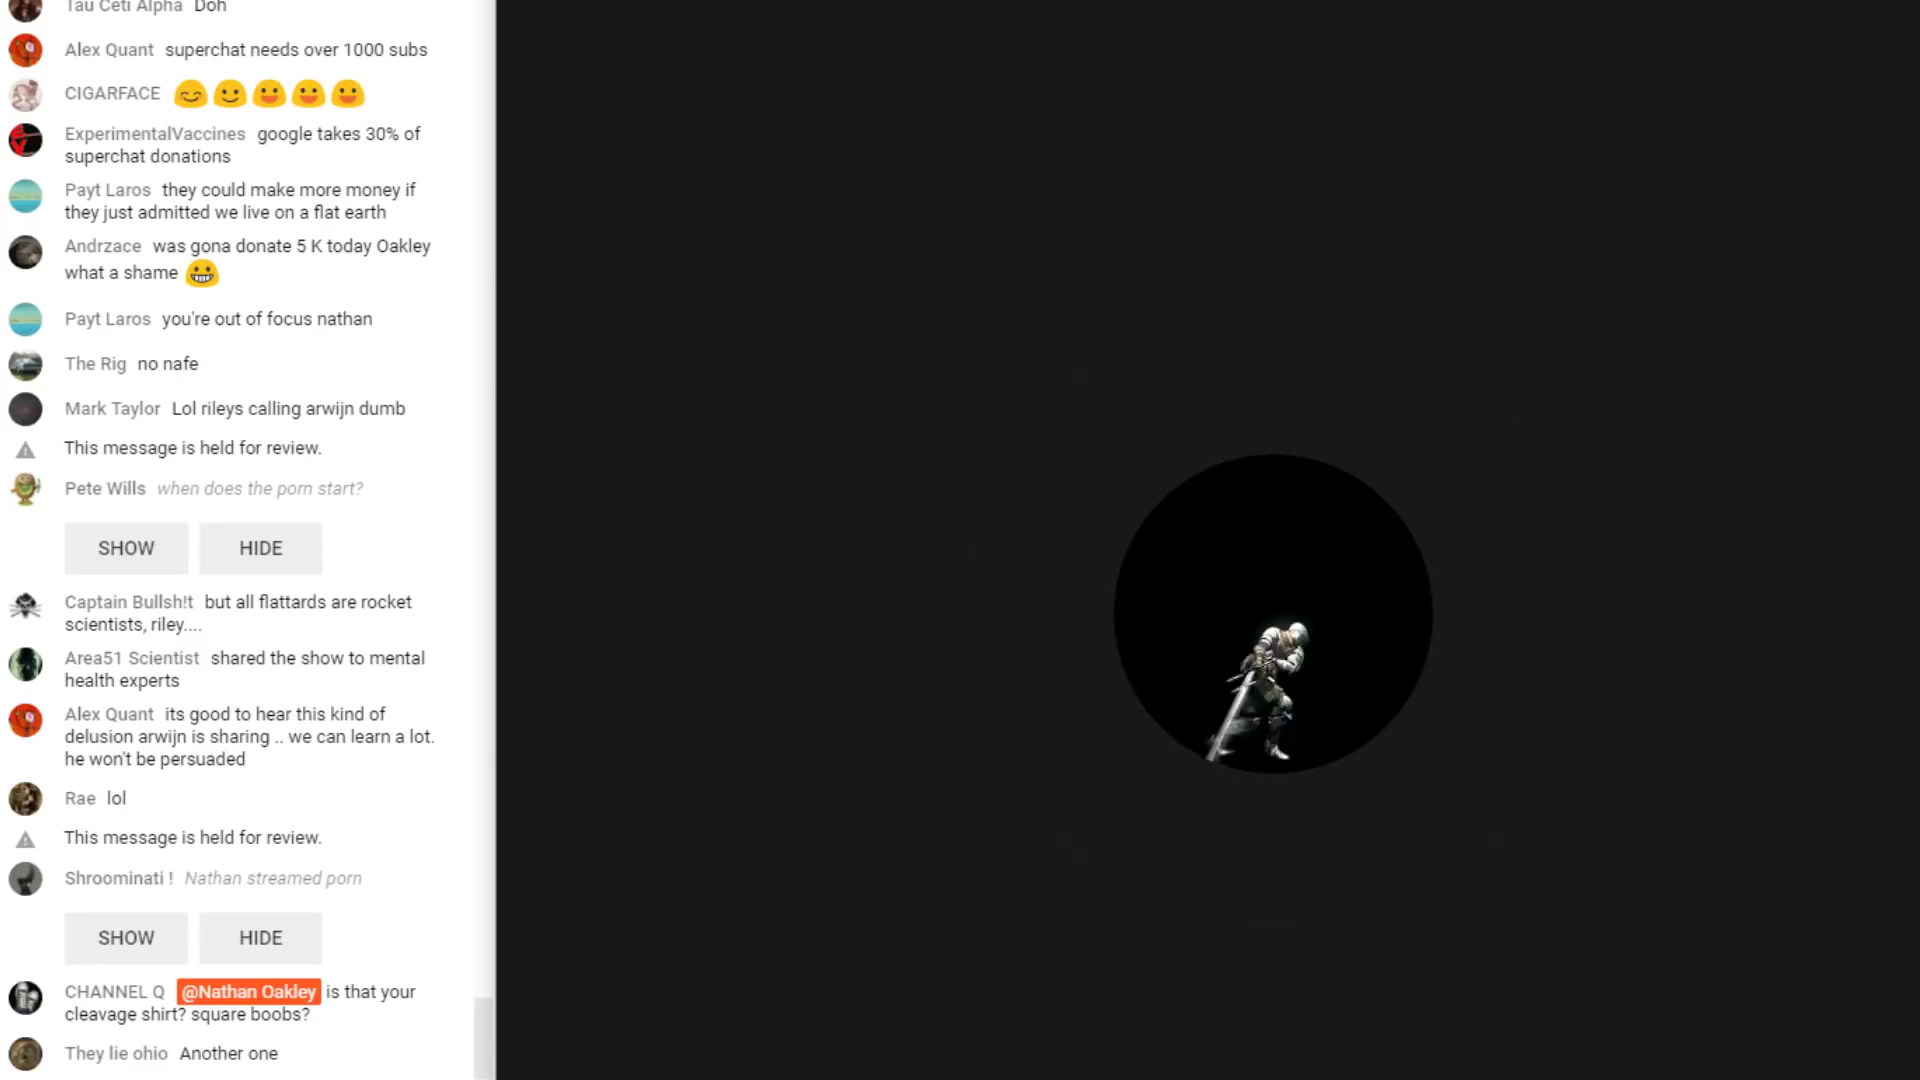 Tau Ceti Alpha Doh
Alex Quant superchat needs over 1000 subs
CIGARFACE
ExperimentalVaccines google takes 30% of
superchat donations
Payt Laros they could make more money if
they just admitted we live on a flat earth
Andrzace was gona donate 5 K today Oakley
what a shame
Payt Laros you're out of focus nathan
The Rig no nafe
Mark Taylor Lol rileys calling arwijn dumb
This message is held for review.
Pete Wills when does the porn start?
SHOW HIDE
Captain Bullsh!t but all flattards are rocket
scientists, riley....
Area51 Scientist shared the show to mental
health experts
Alex Quant its good to hear this kind of
delusion arwijn is sharing .. we can learn a lot.
he won't be persuaded
Rae lol
This message is held for review.
Shroominati ! Nathan streamed porn
SHOW HIDE
CHANNEL Q @Nathan Oakley is that your
cleavage shirt? square boobs?
They lie ohio Another one